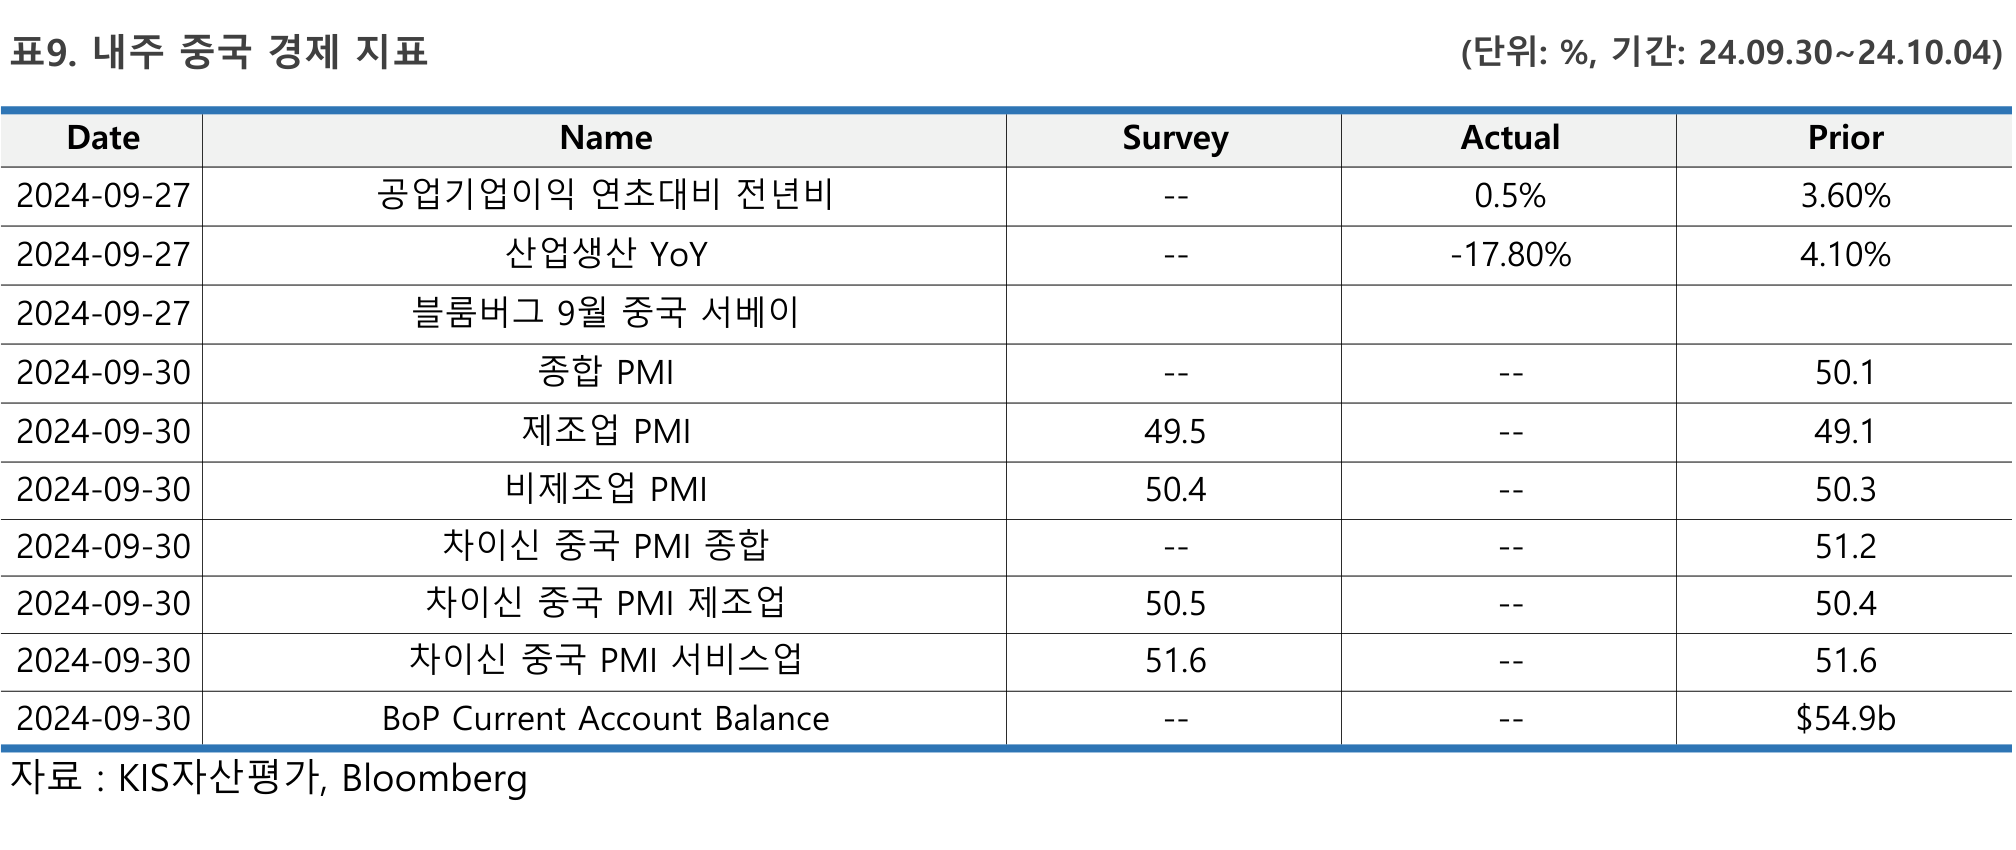 표9. 내주 중국 경제 지표 (단위: %, 기간: 24.09.30~24.10.04)
Date Name Survey Actual Prior
2024-09-27 공업기업이익 연초대비 전년비 -- 0.5% 3.60%
2024-09-27 산업생산 YoY -- -17.80% 4.10%
2024-09-27 블룸버그 9월 중국 서베이
2024-09-30 종합 PMI -- -- 50.1
2024-09-30 제조업 PMI 49.5 -- 49.1
2024-09-30 비제조업 PMI 50.4 -- 50.3
2024-09-30 차이신 중국 PMI 종합 -- -- 51.2
2024-09-30 차이신 중국 PMI 제조업 50.5 -- 50.4
2024-09-30 차이신 중국 PMI 서비스업 51.6 -- 51.6
2024-09-30 BoP Current Account Balance -- -- $54.9b
자료 : KIS자산평가, Bloomberg